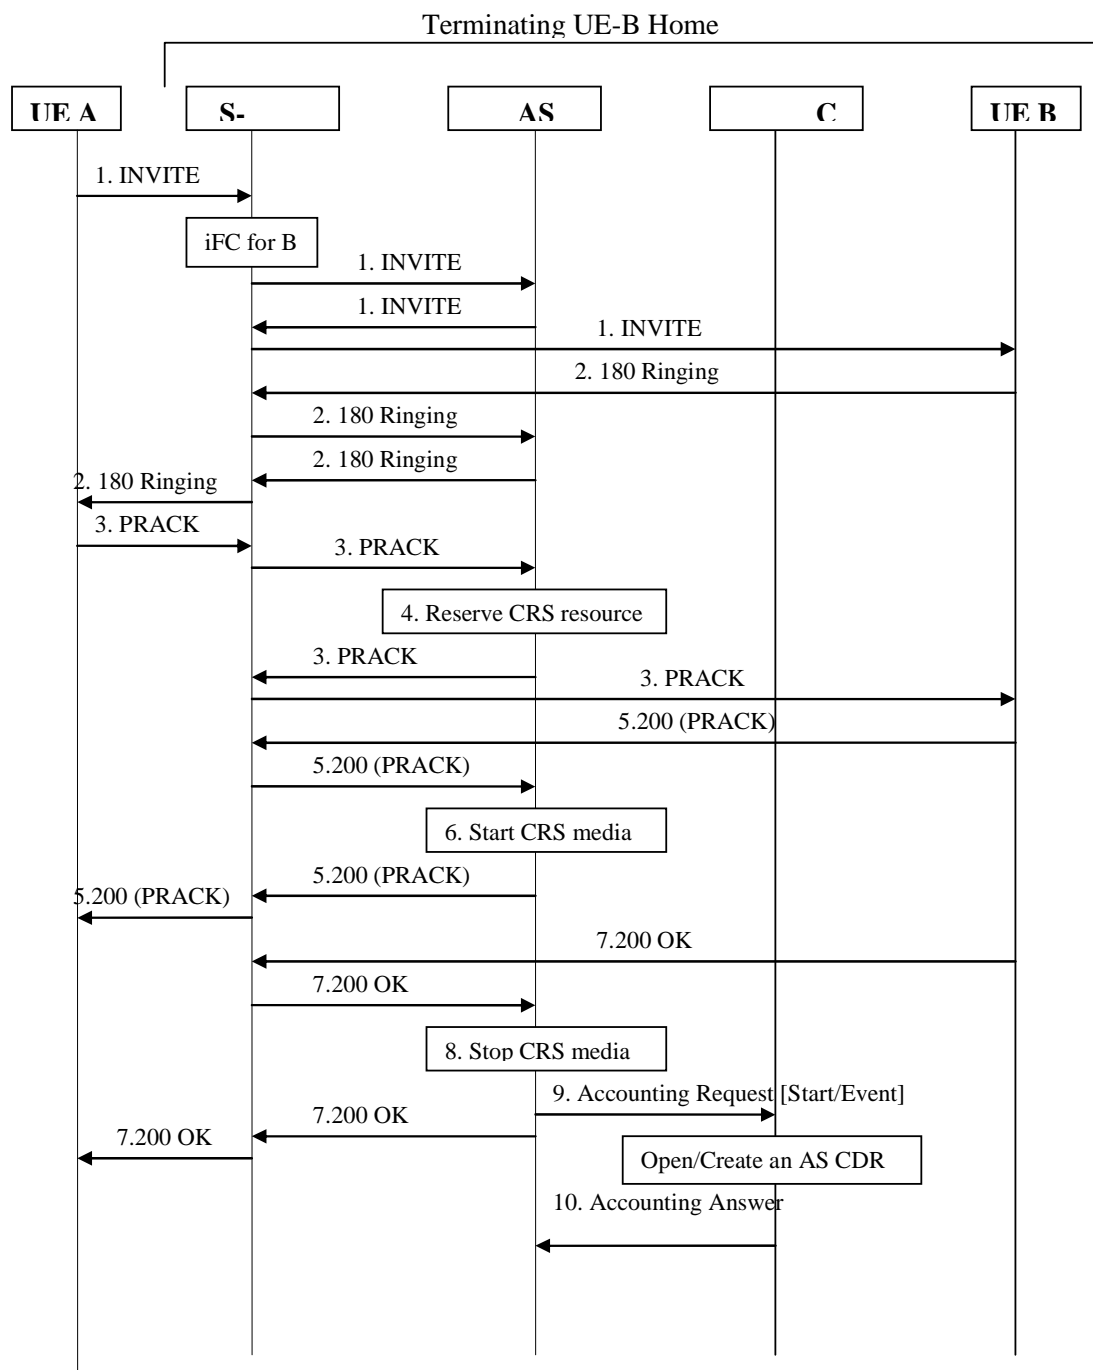 Terminating UE-B Home
UE A
S-
AS
C
UE B
1. INVITE
iFC for B
1. INVITE
1. INVITE
1. INVITE
2. 180 Ringing
2. 180 Ringing
2. 180 Ringing
2. 180 Ringing
3. PRACK
3. PRACK
4. Reserve CRS resource
3. PRACK
3. PRACK
5.200 (PRACK)
5.200 (PRACK)
6. Start CRS media
5.200 (PRACK)
5.200 (PRACK)
7.200 OK
7.200 OK
8. Stop CRS media
9. Accounting Request [Start/Event]
7.200 OK
7.200 OK
Open/Create an AS CDR
10. Accounting Answer